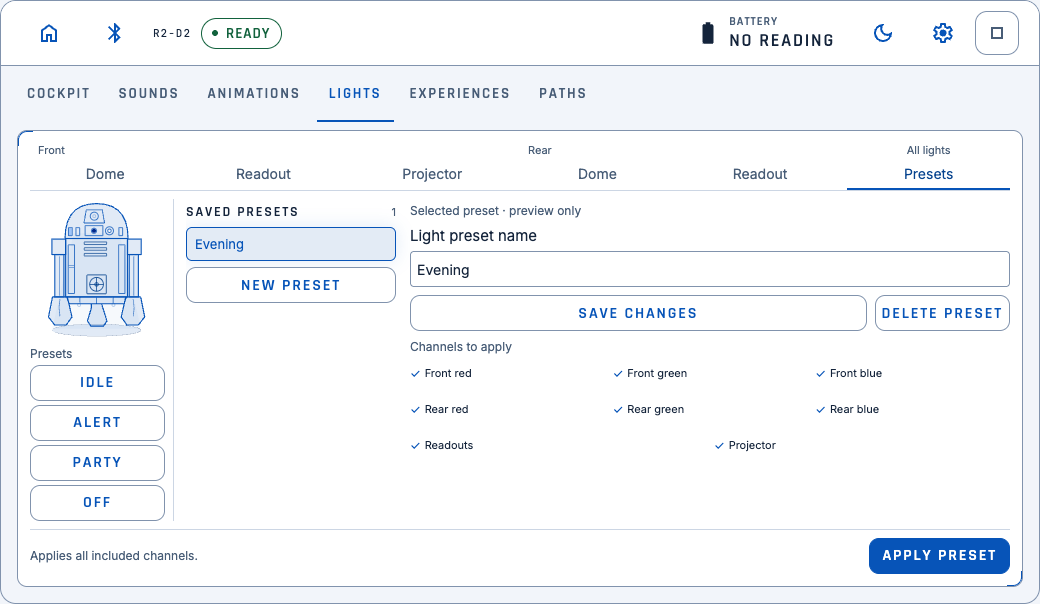 R2-D2
READY
BATTERY
NO READING
COCKPIT SOUNDS ANIMATIONS LIGHTS EXPERIENCES PATHS
Front Rear All lights
Dome Readout Projector Dome Readout Presets
SAVED PRESETS 1
Evening
NEW PRESET
Selected preset · preview only
Light preset name
Evening
SAVE CHANGES DELETE PRESET
Channels to apply
Front red Front green Front blue
Rear red Rear green Rear blue
Readouts Projector
Presets
IDLE
ALERT
PARTY
OFF
Applies all included channels.
APPLY PRESET